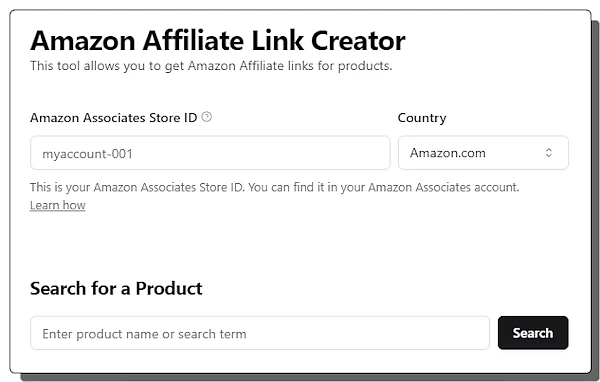 Amazon Affiliate Link Creator
This tool allows you to get Amazon Affiliate links for products.
Amazon Associates Store ID
Country
myaccount-001
Amazon.com
This is your Amazon Associates Store ID. You can find it in your Amazon Associates account.
Learn how
Search for a Product
Enter product name or search term
Search